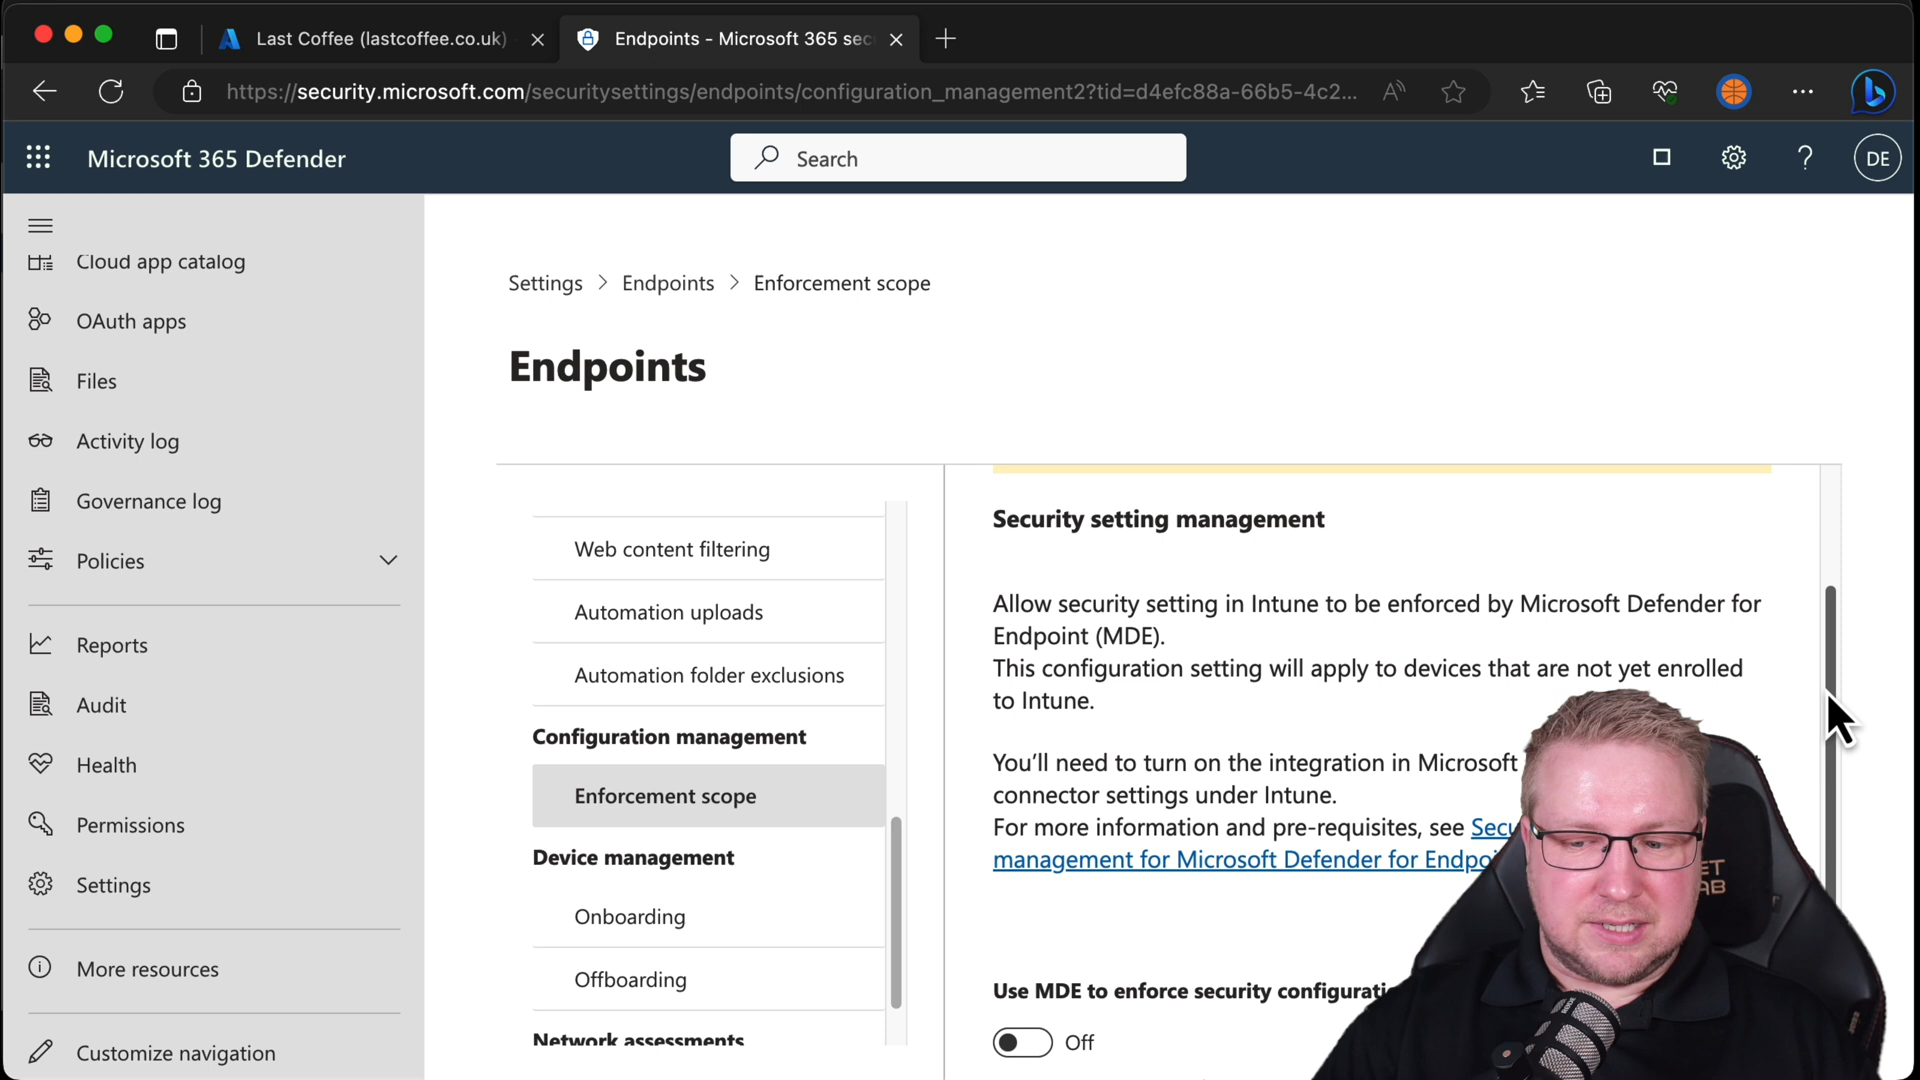 Last Coffee (lastcoffee.co.uk)
Endpoints - Microsoft 365 sec
https://security.microsoft.com/securitysettings/endpoints/configuration_management2?tid=d4efc88a-66b5-4c2...
Microsoft 365 Defender
Search
DE
Cloud app catalog
OAuth apps
Files
Activity log
Governance log
Policies
Reports
Audit
Health
Permissions
Settings
More resources
Customize navigation
Settings > Endpoints > Enforcement scope
Endpoints
Web content filtering
Automation uploads
Automation folder exclusions
Configuration management
Enforcement scope
Device management
Onboarding
Offboarding
Network assessments
Security setting management
Allow security setting in Intune to be enforced by Microsoft Defender for
Endpoint (MDE).
This configuration setting will apply to devices that are not yet enrolled
to Intune.
You'll need to turn on the integration in Microsoft
connector settings under Intune.
For more information and pre-requisites, see
management for Microsoft Defender for
Use MDE to enforce security
Off